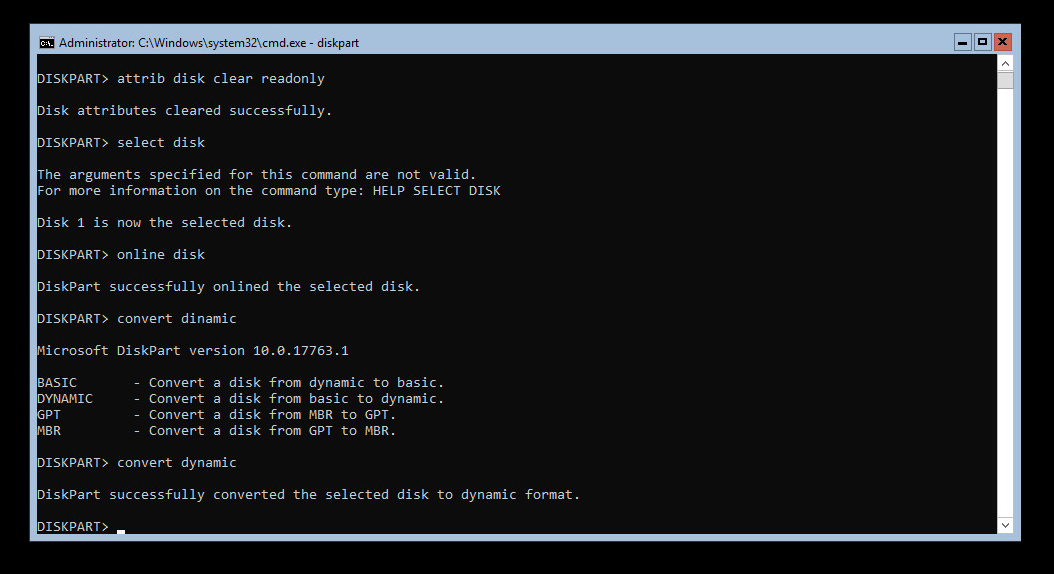 Administrator: C:\Windows\system32\cmd.exe - diskpart
DISKPART> attrib disk clear readonly
Disk attributes cleared successfully.
DISKPART> select disk
The arguments specified for this command are not valid.
For more information on the command type: HELP SELECT DISK
Disk 1 is now the selected disk.
DISKPART> online disk
DiskPart successfully onlined the selected disk.
DISKPART> convert dinamic
Microsoft DiskPart version 10.0.17763.1
BASIC       - Convert a disk from dynamic to basic.
DYNAMIC     - Convert a disk from basic to dynamic.
GPT         - Convert a disk from MBR to GPT.
MBR         - Convert a disk from GPT to MBR.
DISKPART> convert dynamic
DiskPart successfully converted the selected disk to dynamic format.
DISKPART>